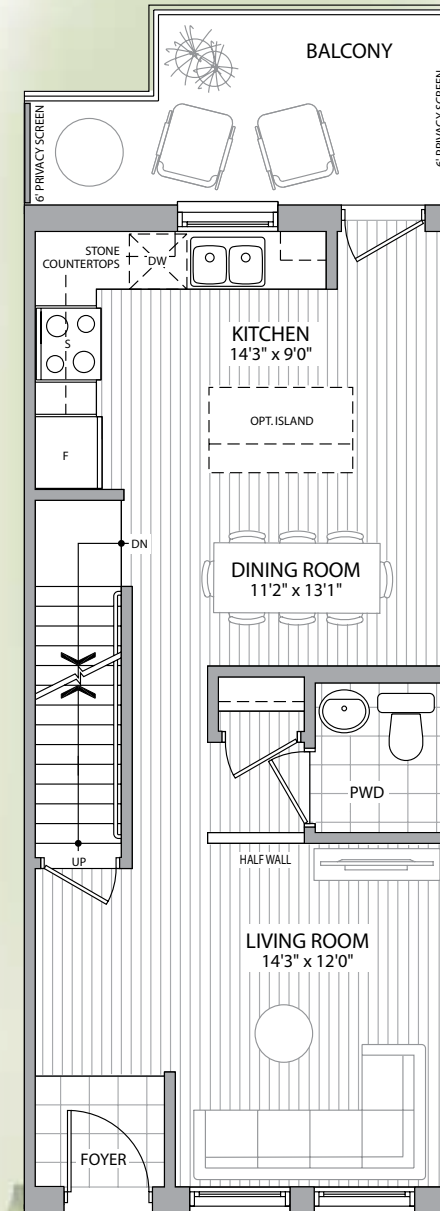 BALCONY
6' PRIVACY SCREEN
6' PRIVACY SCREEN
STONE
COUNTERTOPS
DW
KITCHEN
14'3" x 9'0"
S
OPT. ISLAND
F
DN
DINING ROOM
11'2" x 13'1"
PWD
UP
HALF WALL
LIVING ROOM
14'3" x 12'0"
FOYER